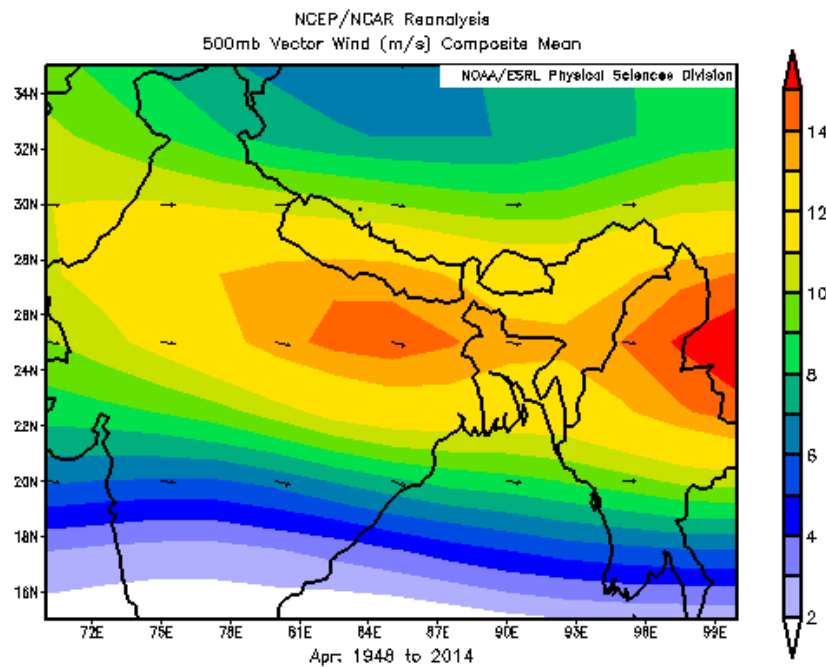 NCEP/NCAR Reanalysis
500mb Vector Wind (m/s) Composite Mean
NOAA/ESRL Physical Sciences Division
34N
32N
30N
28N
26N
24N
22N
20N
18N
16N
72E 75E 78E 81E 84E 87E 90E 93E 96E 99E
Apr: 1948 to 2014
14
12
10
8
6
4
2